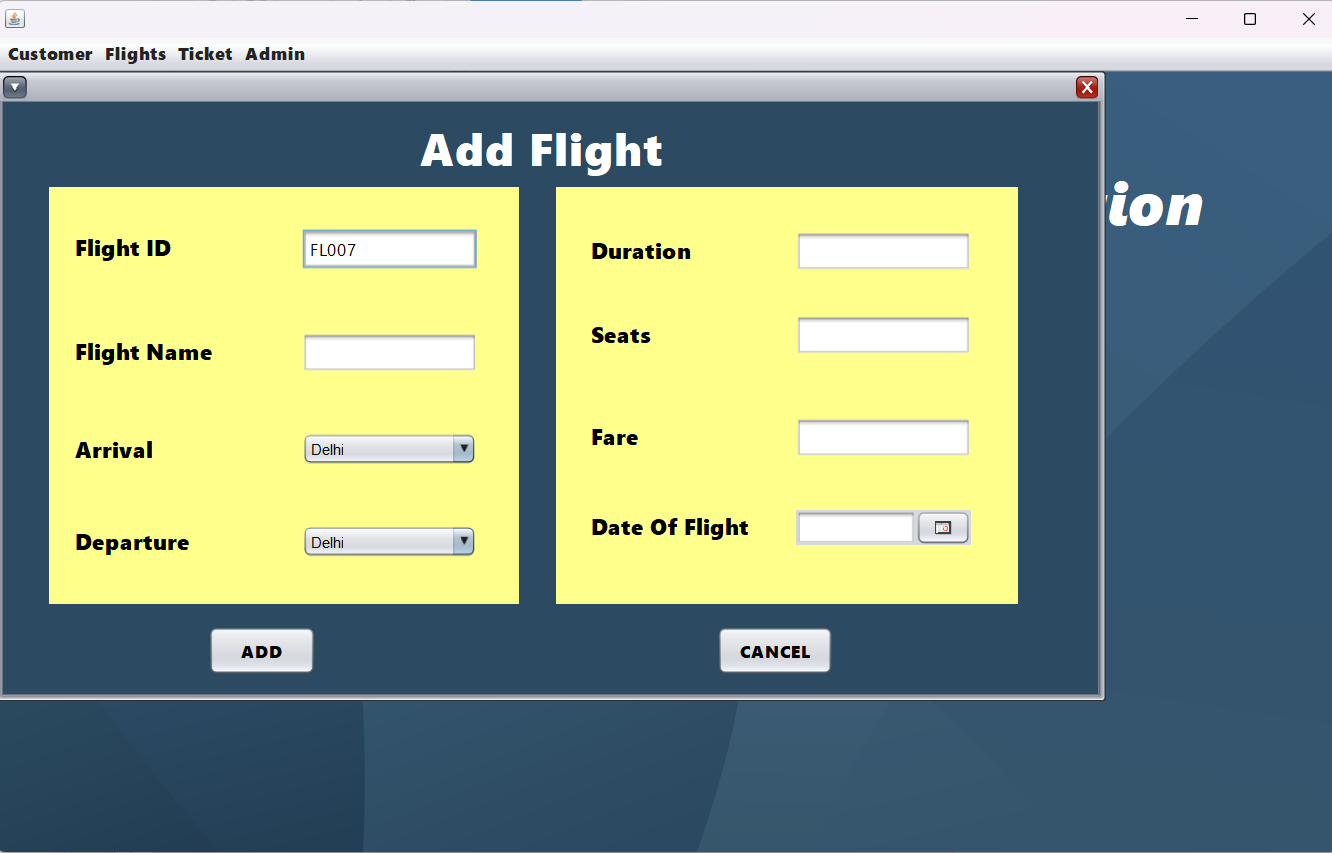 Customer Flights Ticket Admin
Add Flight
Flight ID
FL007
Flight Name
Arrival
Delhi
Departure
Delhi
Duration
Seats
Fare
Date Of Flight
ADD
CANCEL